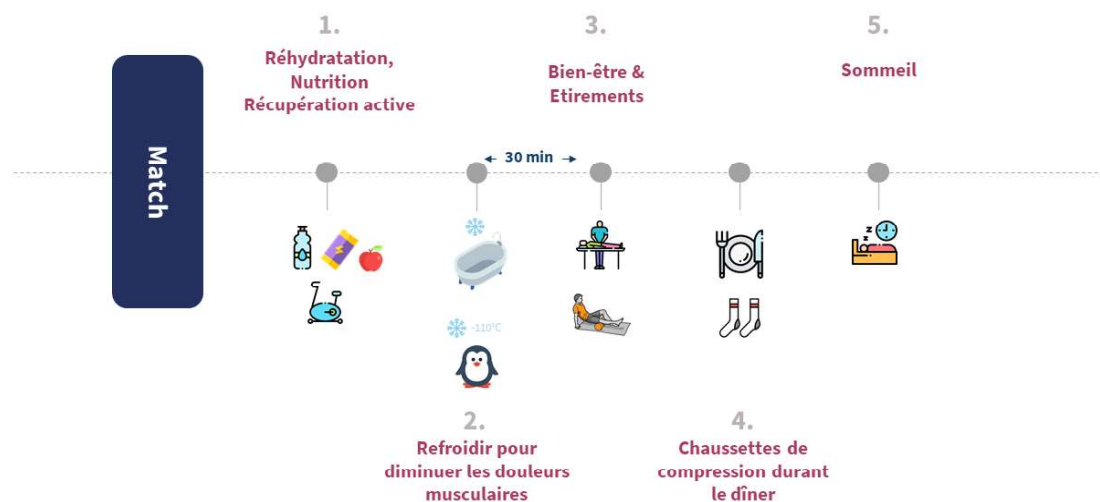 Match
1.
Réhydratation,
Nutrition
Récupération active
30 min
-110°C
2.
Refroidir pour
diminuer les douleurs
musculaires
3.
Bien-être &
Etirements
4.
Chaussettes de
compression durant
le dîner
5.
Sommeil
z
z